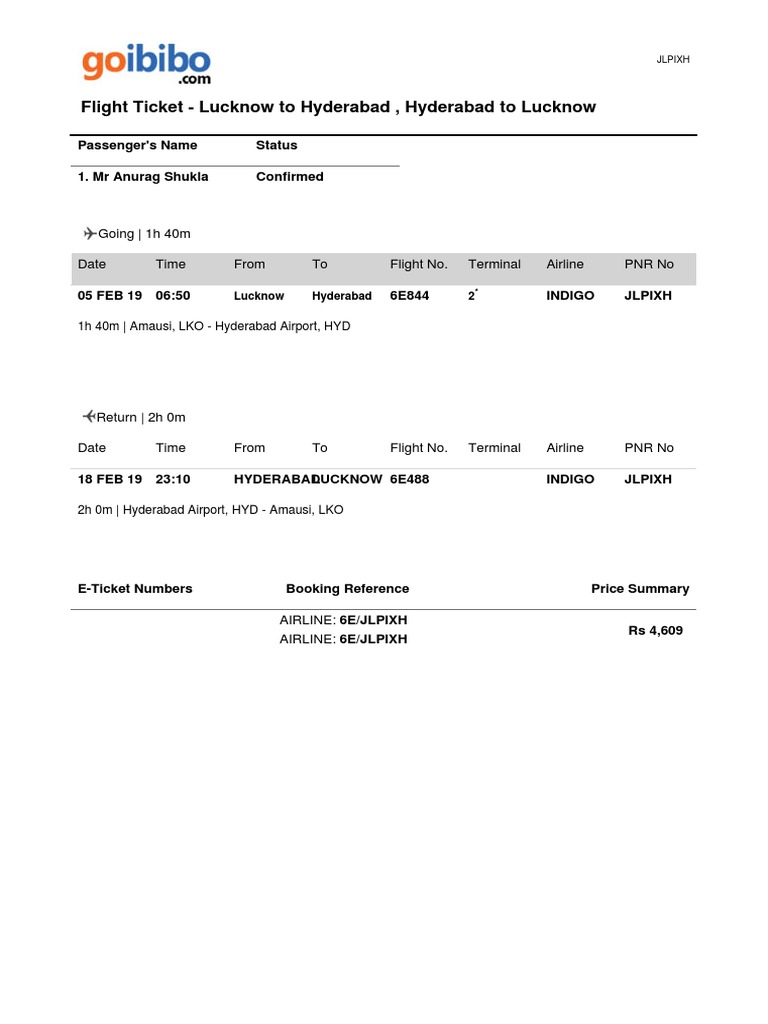 goibibo
.com
JLPIXH
Flight Ticket - Lucknow to Hyderabad , Hyderabad to Lucknow
Passenger's Name Status
1. Mr Anurag Shukla Confirmed
Going | 1h 40m
Date Time From To Flight No. Terminal Airline PNR No
05 FEB 19 06:50 Lucknow Hyderabad 6E844 2* INDIGO JLPIXH
1h 40m | Amausi, LKO - Hyderabad Airport, HYD
Return | 2h 0m
Date Time From To Flight No. Terminal Airline PNR No
18 FEB 19 23:10 HYDERABAD LUCKNOW 6E488 INDIGO JLPIXH
2h 0m | Hyderabad Airport, HYD - Amausi, LKO
E-Ticket Numbers Booking Reference Price Summary
AIRLINE: 6E/JLPIXH
Rs 4,609
AIRLINE: 6E/JLPIXH